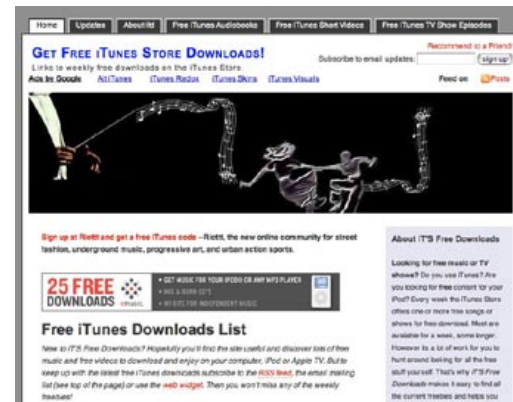 Home Updates About Me Free iTunes Audiobooks Free iTunes Short Videos Free iTunes TV Show Episodes
Recommend to a Friend!
GET FREE ITUNES STORE DOWNLOADS!
Subscribe to email updates: sign up!
Links to weekly free downloads on the iTunes Store.
Ads by Google Art iTunes iTunes Radios iTunes Skins iTunes Visuals
Feed on Posts
Sign up at Riottt and get a free iTunes code – Riottt, the new online community for street
fashion, underground music, progressive art, and urban action sports.
25 FREE
DOWNLOADS
• GET MUSIC FOR YOUR IPOD® OR ANY MP3 PLAYER
• MIX & BURN CD'S
• #1 SITE FOR INDEPENDENT MUSIC
Free iTunes Downloads List
New to iT'S Free Downloads? Hopefully you'll find the site useful and discover lots of free
music and free videos to download and enjoy on your computer, iPod or Apple TV. But to
keep up with the latest free iTunes downloads subscribe to the RSS feed, the email mailing
list (see top of the page) or use the web widget. Then you won't miss any of the weekly
freebies!
About iT'S Free Downloads
Looking for free music or TV
shows? Do you use iTunes? Are
you looking for free content for your
iPod? Every week the iTunes Store
offers one or more free songs or
shows for free download. Most are
available for a week, some longer.
However its a lot of work for you to
hunt around looking for all the free
stuff yourself. That's why iT'S Free
Downloads makes it easy to find all
the current freebies and helps you